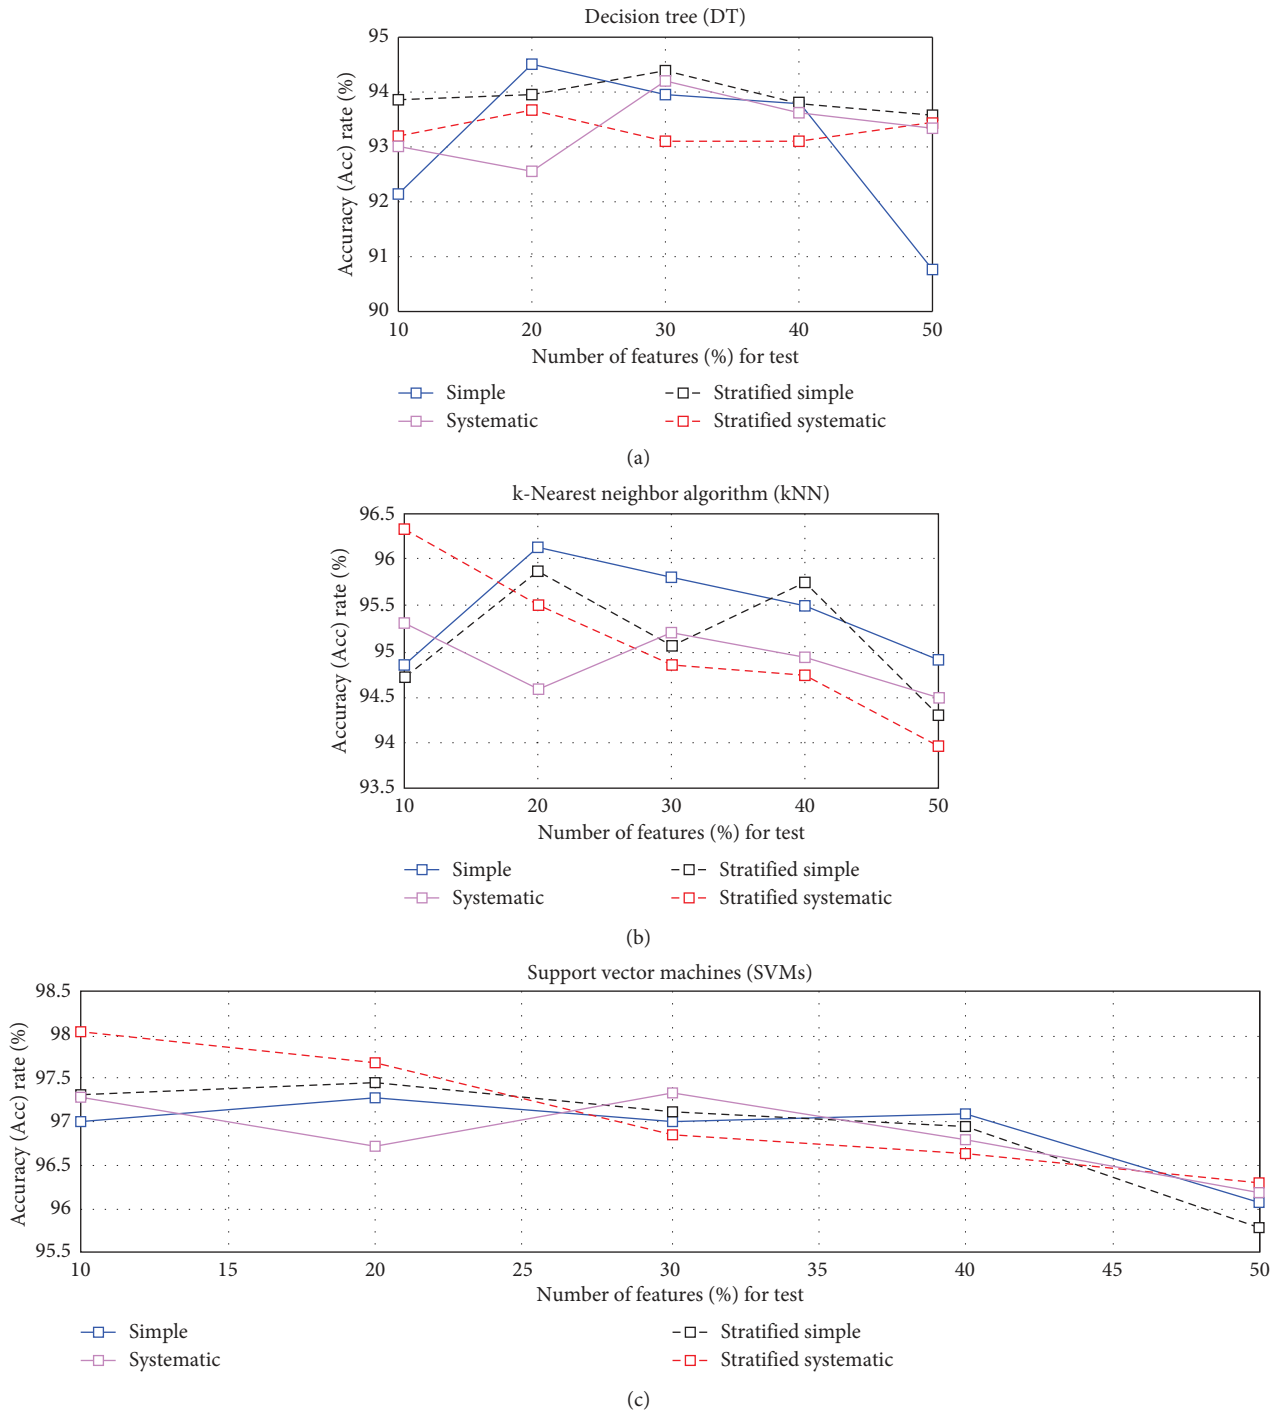 Decision tree (DT)
95
94
93
92
91
90
Accuracy (Acc) rate (%)
10 20 30 40 50
Number of features (%) for test
Simple Stratified simple
Systematic Stratified systematic
(a)
k-Nearest neighbor algorithm (kNN)
96.5
96
95.5
95
94.5
94
93.5
Accuracy (Acc) rate (%)
10 20 30 40 50
Number of features (%) for test
Simple Stratified simple
Systematic Stratified systematic
(b)
Support vector machines (SVMs)
98.5
98
97.5
97
96.5
96
95.5
Accuracy (Acc) rate (%)
10 15 20 25 30 35 40 45 50
Number of features (%) for test
Simple Stratified simple
Systematic Stratified systematic
(c)